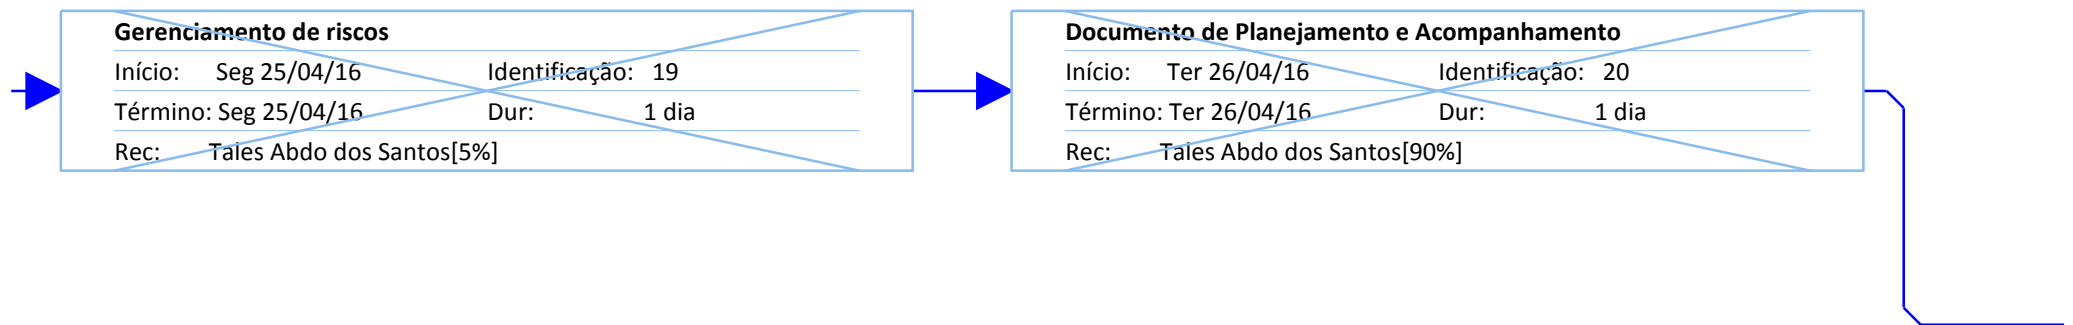 Gerenciamento de riscos
Início: Seg 25/04/16 Identificação: 19
Término: Seg 25/04/16 Dur: 1 dia
Rec: Tales Abdo dos Santos[5%]
Documento de Planejamento e Acompanhamento
Início: Ter 26/04/16 Identificação: 20
Término: Ter 26/04/16 Dur: 1 dia
Rec: Tales Abdo dos Santos[90%]